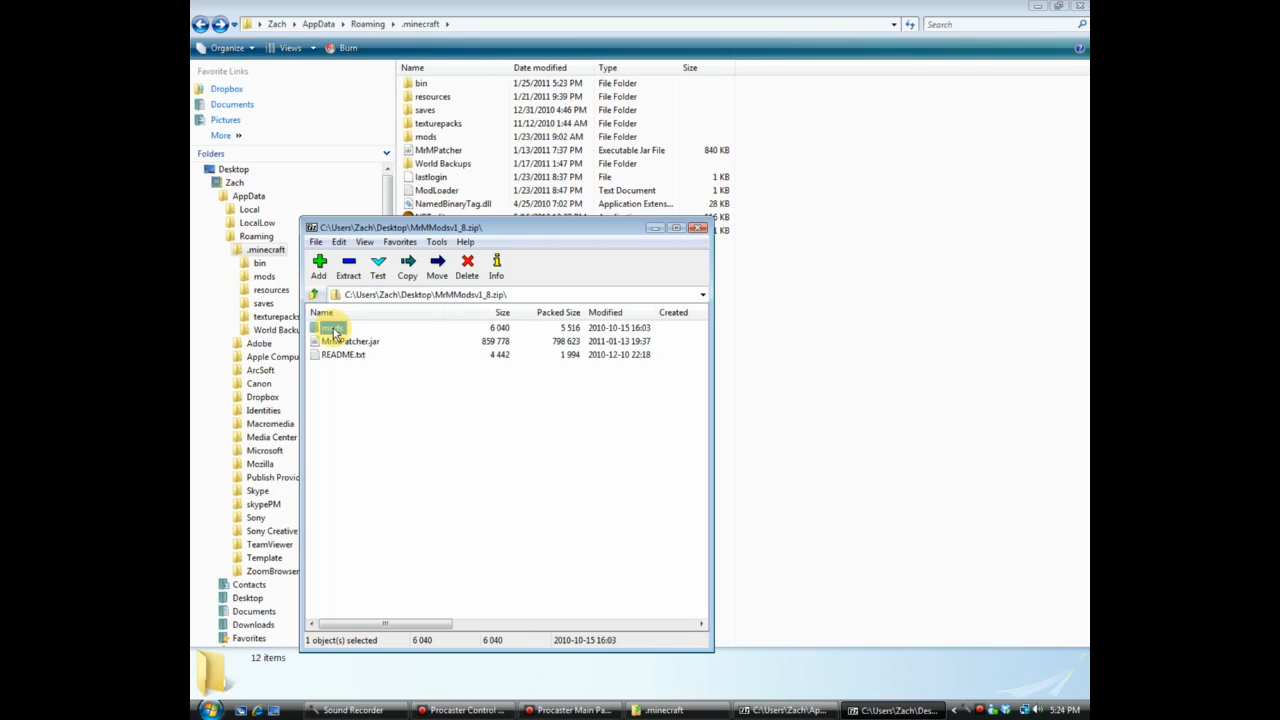 Zach AppData Roaming .minecraft Search
Organize Views Burn
Favorite Links
Dropbox
Documents
Pictures
More »
Folders
Desktop
Zach
AppData
Local
LocalLow
Roaming
.minecraft
bin
mods
resources
saves
texturepacks
World Backu
Adobe
Apple Compu
ArcSoft
Canon
Dropbox
Identities
Macromedia
Media Center
Microsoft
Mozilla
Publish Provic
Skype
skypePM
Sony
Sony Creative
TeamViewer
Template
ZoomBrowser
Contacts
Desktop
Documents
Downloads
Favorites
Name Date modified Type Size
bin 1/25/2011 5:23 PM File Folder
resources 1/21/2011 9:39 PM File Folder
saves 12/31/2010 4:46 PM File Folder
texturepacks 11/12/2010 1:44 AM File Folder
mods 1/23/2011 9:02 AM File Folder
MrMPatcher 1/13/2011 7:37 PM Executable Jar File 840 KB
World Backups 1/17/2011 1:47 PM File Folder
lastlogin 1/23/2011 8:37 PM File 1 KB
ModLoader 1/23/2011 8:47 PM Text Document 1 KB
NamedBinaryTag.dll 4/25/2010 7:02 PM Application Extens... 28 KB
1 KB
C:\Users\Zach\Desktop\MrMModsv1_8.zip\
File Edit View Favorites Tools Help
Add Extract Test Copy Move Delete Info
C:\Users\Zach\Desktop\MrMModsv1_8.zip\
Name Size Packed Size Modified Created
mods 6 040 5 516 2010-10-15 16:03
MrMPatcher.jar 859 778 798 623 2011-01-13 19:37
README.txt 4 442 1 994 2010-12-10 22:18
1 object(s) selected 6 040 6 040 2010-10-15 16:03
12 items
Sound Recorder Procaster Control ... Procaster Main Pa... .minecraft C:\Users\Zach\Ap... C:\Users\Zach\Des... 5:24 PM